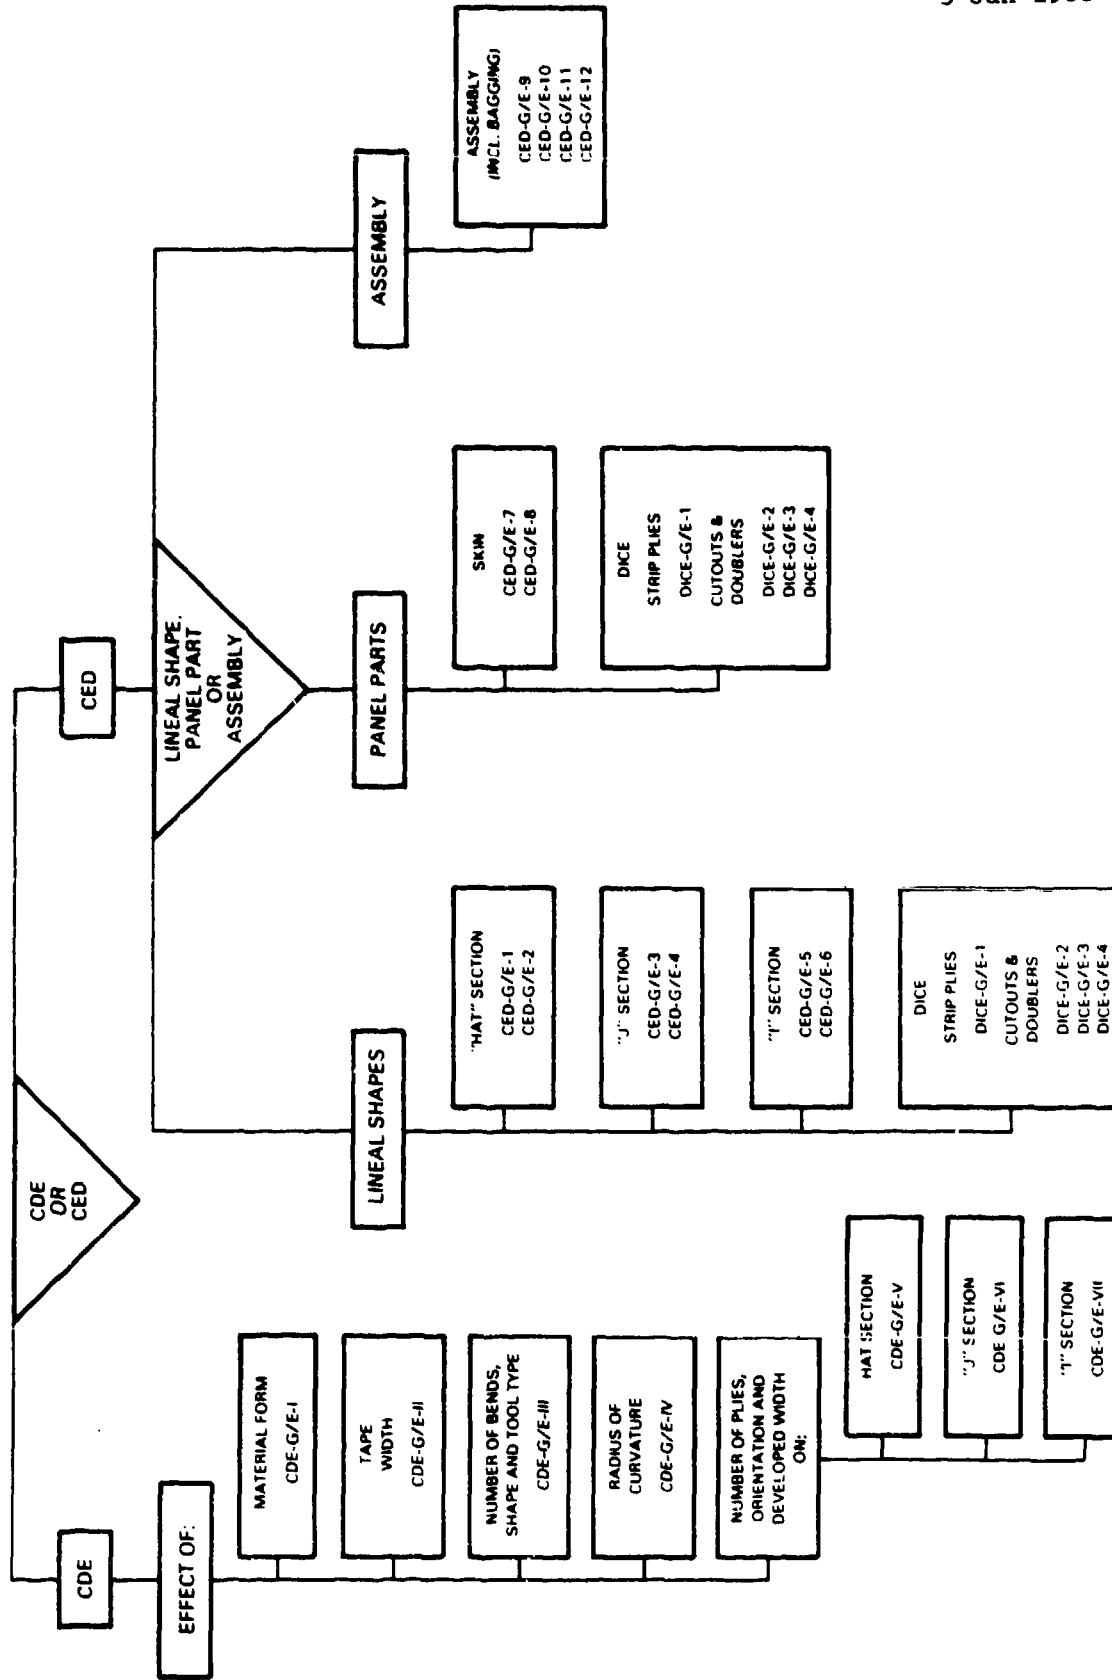 CDE
OR
CED
CDE
EFFECT OF:
MATERIAL FORM
CDE-G/E-I
TAPE
WIDTH
CDE-G/E-II
NUMBER OF BENDS,
SHAPE AND TOOL TYPE
CDE-G/E-III
RADIUS OF
CURVATURE
CDE-G/E-IV
NUMBER OF PLIES,
ORIENTATION AND
DEVELOPED WIDTH
ON:
HAT SECTION
CDE-G/E-V
"J" SECTION
CDE G/E-VI
"I" SECTION
CDE-G/E-VII
CED
LINEAL SHAPE.
PANEL PART
OR
ASSEMBLY
LINEAL SHAPES
"HAT" SECTION
CED-G/E-1
CED-G/E-2
"J" SECTION
CED-G/E-3
CED-G/E-4
"I" SECTION
CED-G/E-5
CED-G/E-6
DICE
STRIP PLIES
DICE-G/E-1
CUTOUTS &
DOUBLERS
DICE-G/E-2
DICE-G/E-3
DICE-G/E-4
PANEL PARTS
SKIN
CED-G/E-7
CED-G/E-8
DICE
STRIP PLIES
DICE-G/E-1
CUTOUTS &
DOUBLERS
DICE-G/E-2
DICE-G/E-3
DICE-G/E-4
ASSEMBLY
ASSEMBLY
(INCL. BAGGING)
CED-G/E-9
CED-G/E-10
CED-G/E-11
CED-G/E-12